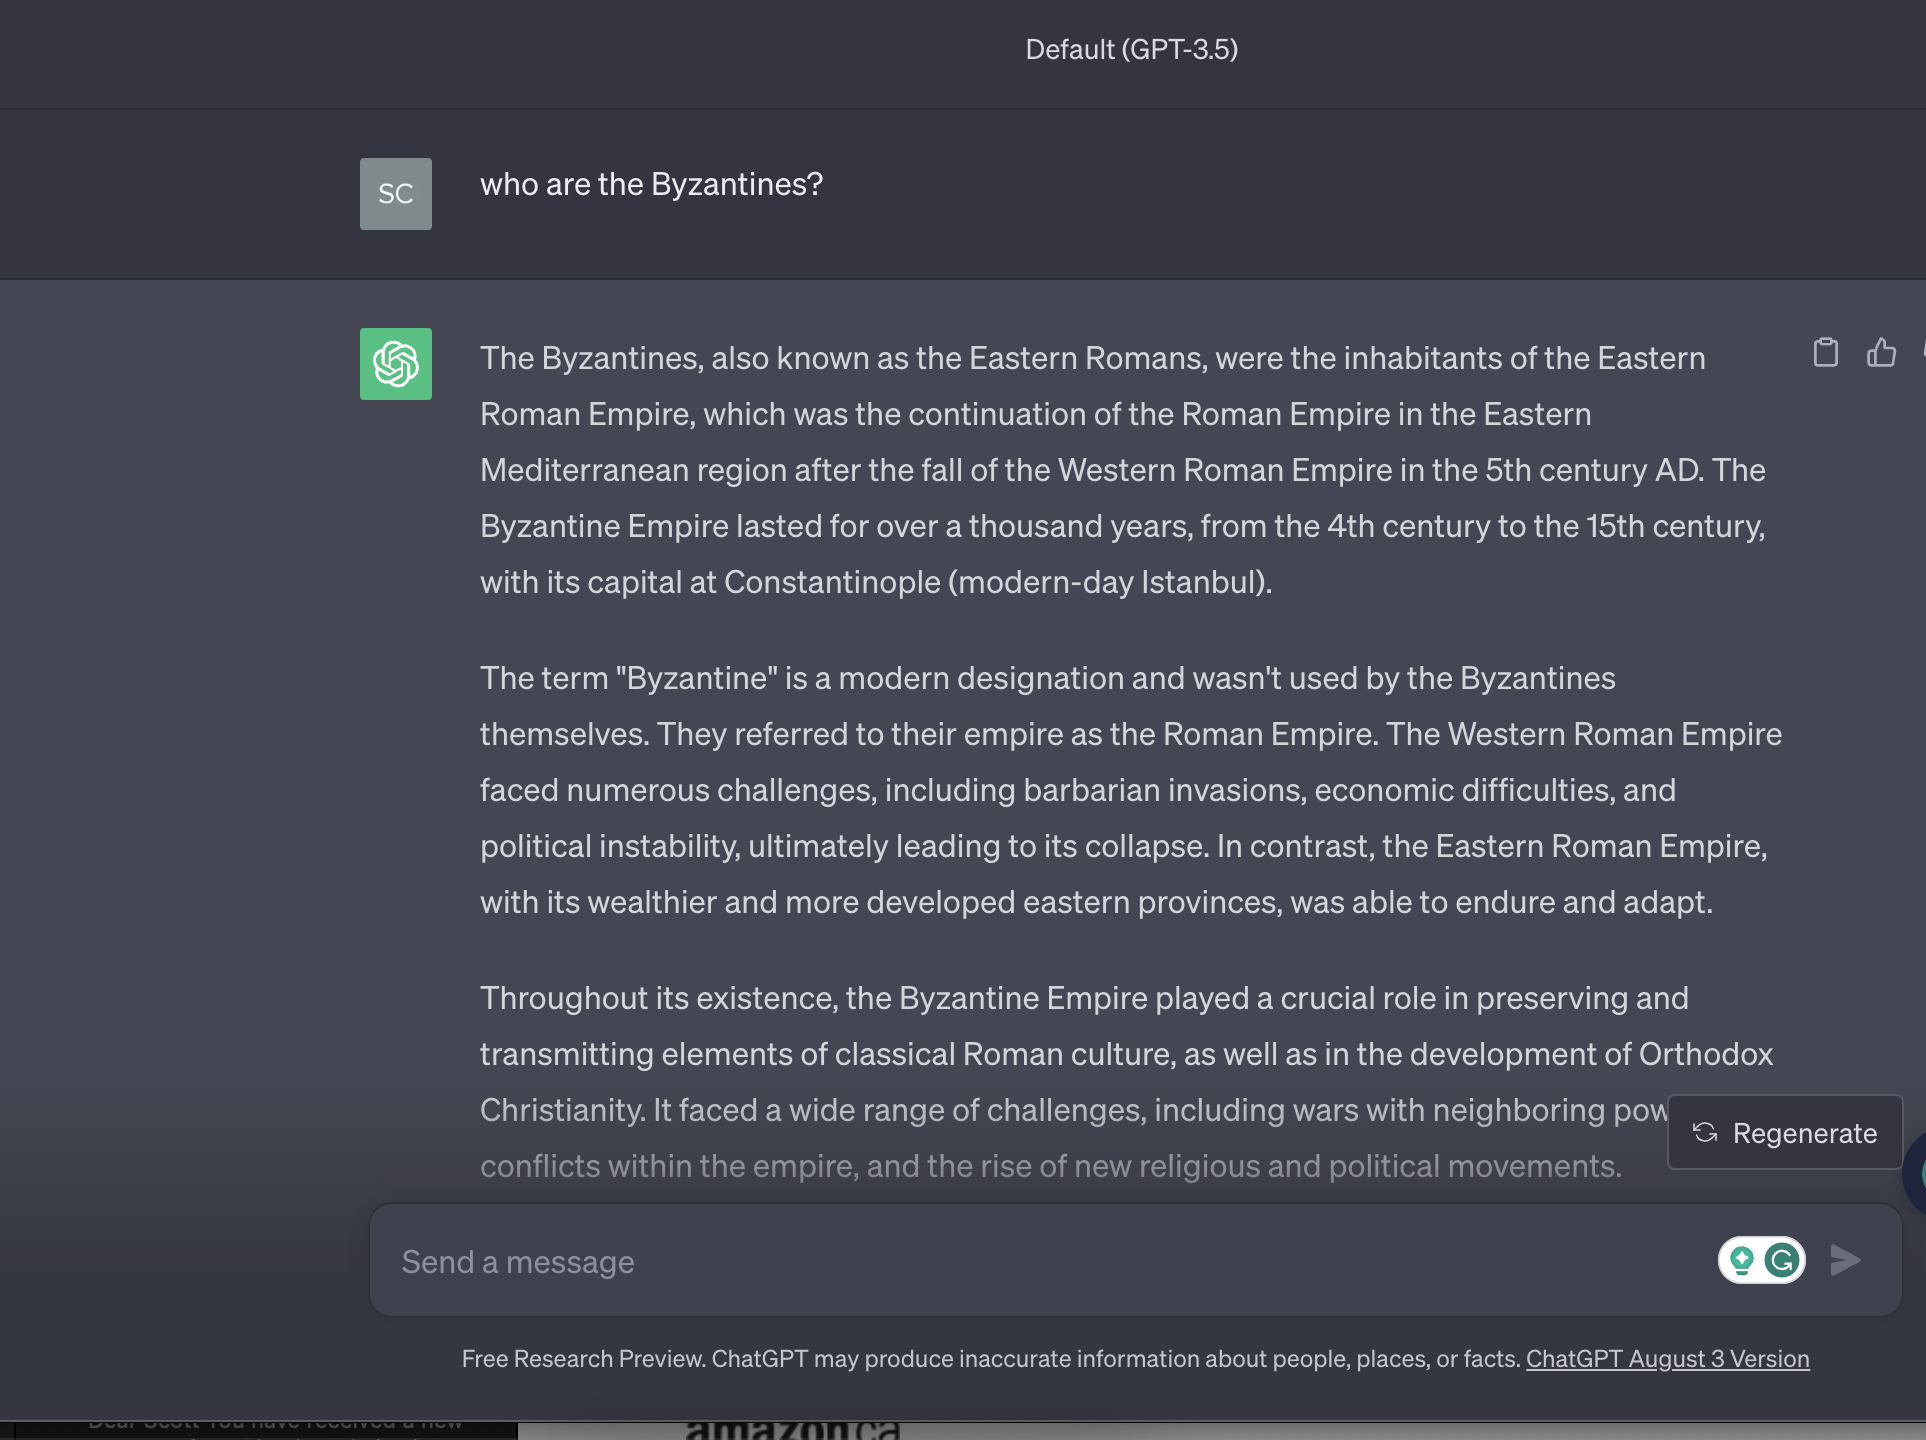 Default (GPT-3.5)
SC
who are the Byzantines?
The Byzantines, also known as the Eastern Romans, were the inhabitants of the Eastern
Roman Empire, which was the continuation of the Roman Empire in the Eastern
Mediterranean region after the fall of the Western Roman Empire in the 5th century AD. The
Byzantine Empire lasted for over a thousand years, from the 4th century to the 15th century,
with its capital at Constantinople (modern-day Istanbul).
The term "Byzantine" is a modern designation and wasn't used by the Byzantines
themselves. They referred to their empire as the Roman Empire. The Western Roman Empire
faced numerous challenges, including barbarian invasions, economic difficulties, and
political instability, ultimately leading to its collapse. In contrast, the Eastern Roman Empire,
with its wealthier and more developed eastern provinces, was able to endure and adapt.
Throughout its existence, the Byzantine Empire played a crucial role in preserving and
transmitting elements of classical Roman culture, as well as in the development of Orthodox
Christianity. It faced a wide range of challenges, including wars with neighboring pow
conflicts within the empire, and the rise of new religious and political movements.
Regenerate
Send a message
Free Research Preview. ChatGPT may produce inaccurate information about people, places, or facts. ChatGPT August 3 Version
Dear Scott You have received a new
amazon.ca